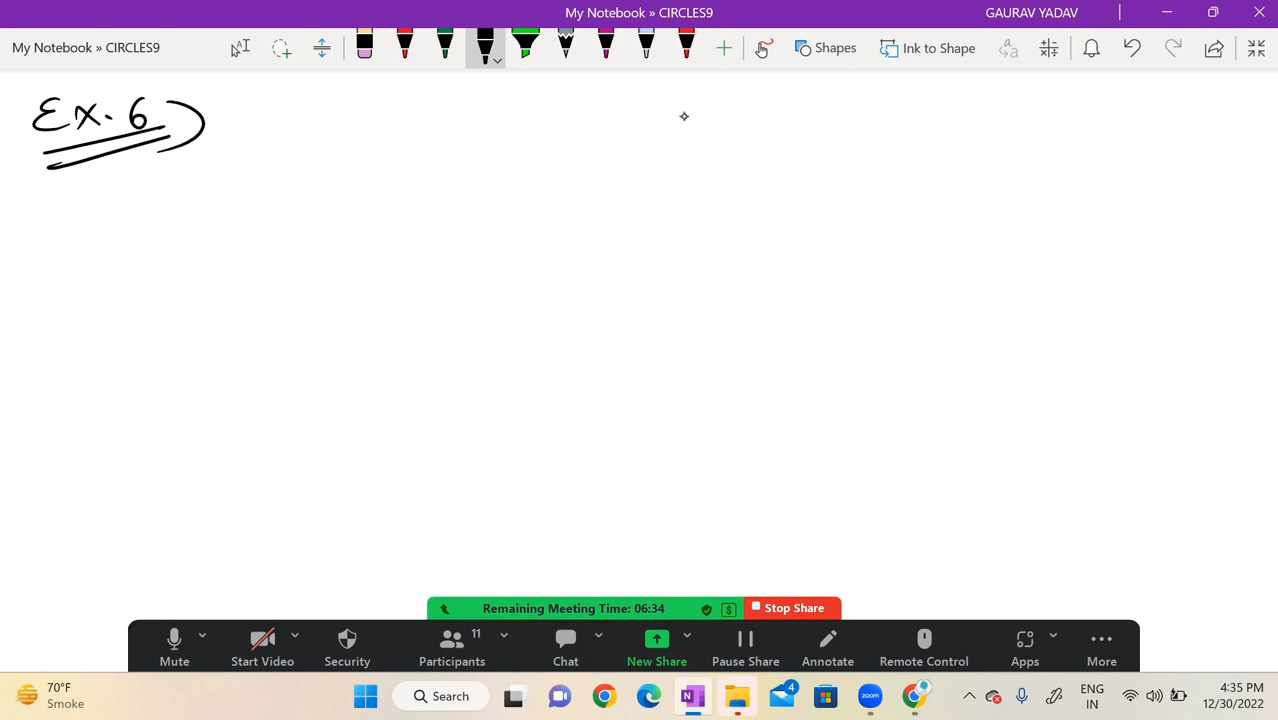 My Notebook » CIRCLES9
GAURAV YADAV
My Notebook » CIRCLES9
Shapes
Ink to Shape
Ex. 6)
Remaining Meeting Time: 06:34
Stop Share
11
Mute
Start Video
Security
Participants
Chat
New Share
Pause Share
Annotate
Remote Control
Apps
More
70°F
Smoke
Search
4
ENG
IN
4:35 PM
12/30/2022